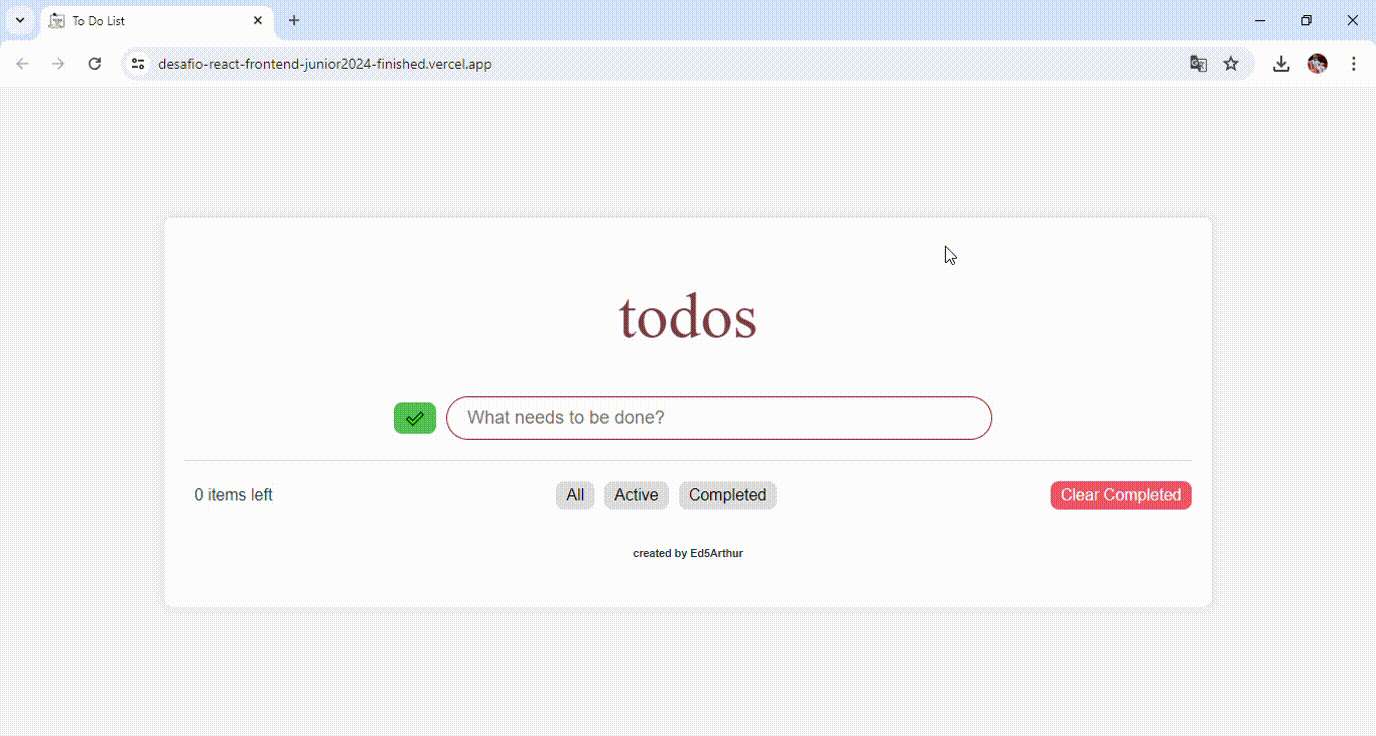 To Do List
desafio-react-frontend-junior2024-finished.vercel.app
todos
What needs to be done?
0 items left
All
Active
Completed
Clear Completed
created by Ed5Arthur